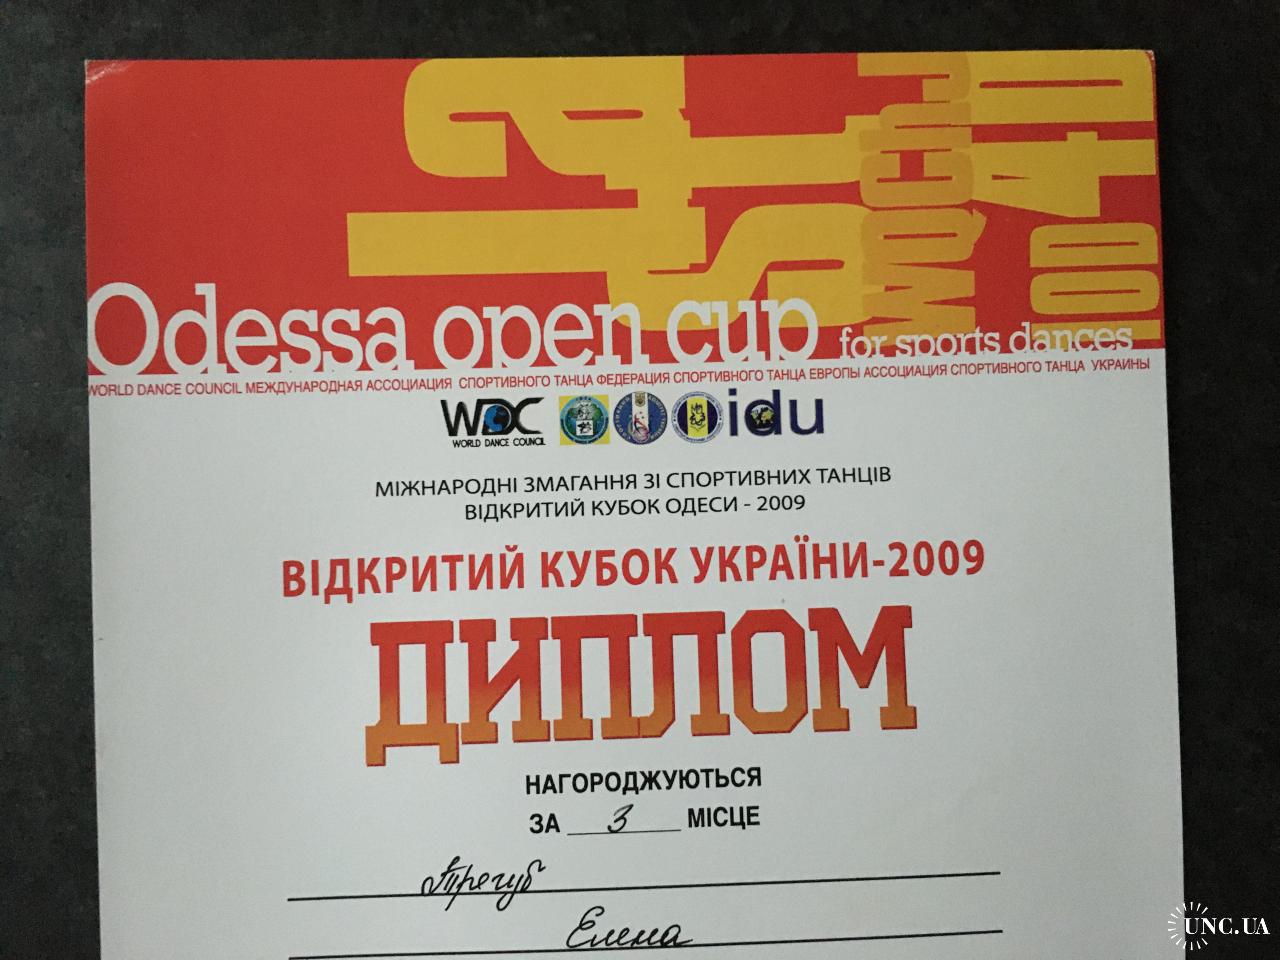 Odessa open cup for sports dances
WORLD DANCE COUNCIL МЕЖДУНАРОДНАЯ АССОЦИАЦИЯ СПОРТИВНОГО ТАНЦА ФЕДЕРАЦИЯ СПОРТИВНОГО ТАНЦА ЕВРОПЫ АССОЦИАЦИЯ СПОРТИВНОГО ТАНЦА УКРАИНЫ
WDC idu
WORLD DANCE COUNCIL
МІЖНАРОДНІ ЗМАГАННЯ ЗІ СПОРТИВНИХ ТАНЦІВ
ВІДКРИТИЙ КУБОК ОДЕСИ - 2009
ВІДКРИТИЙ КУБОК УКРАЇНИ-2009
ДИПЛОМ
НАГОРОДЖУЮТЬСЯ
ЗА 3 МІСЦЕ
Трегуб
Елена
UNC.UA